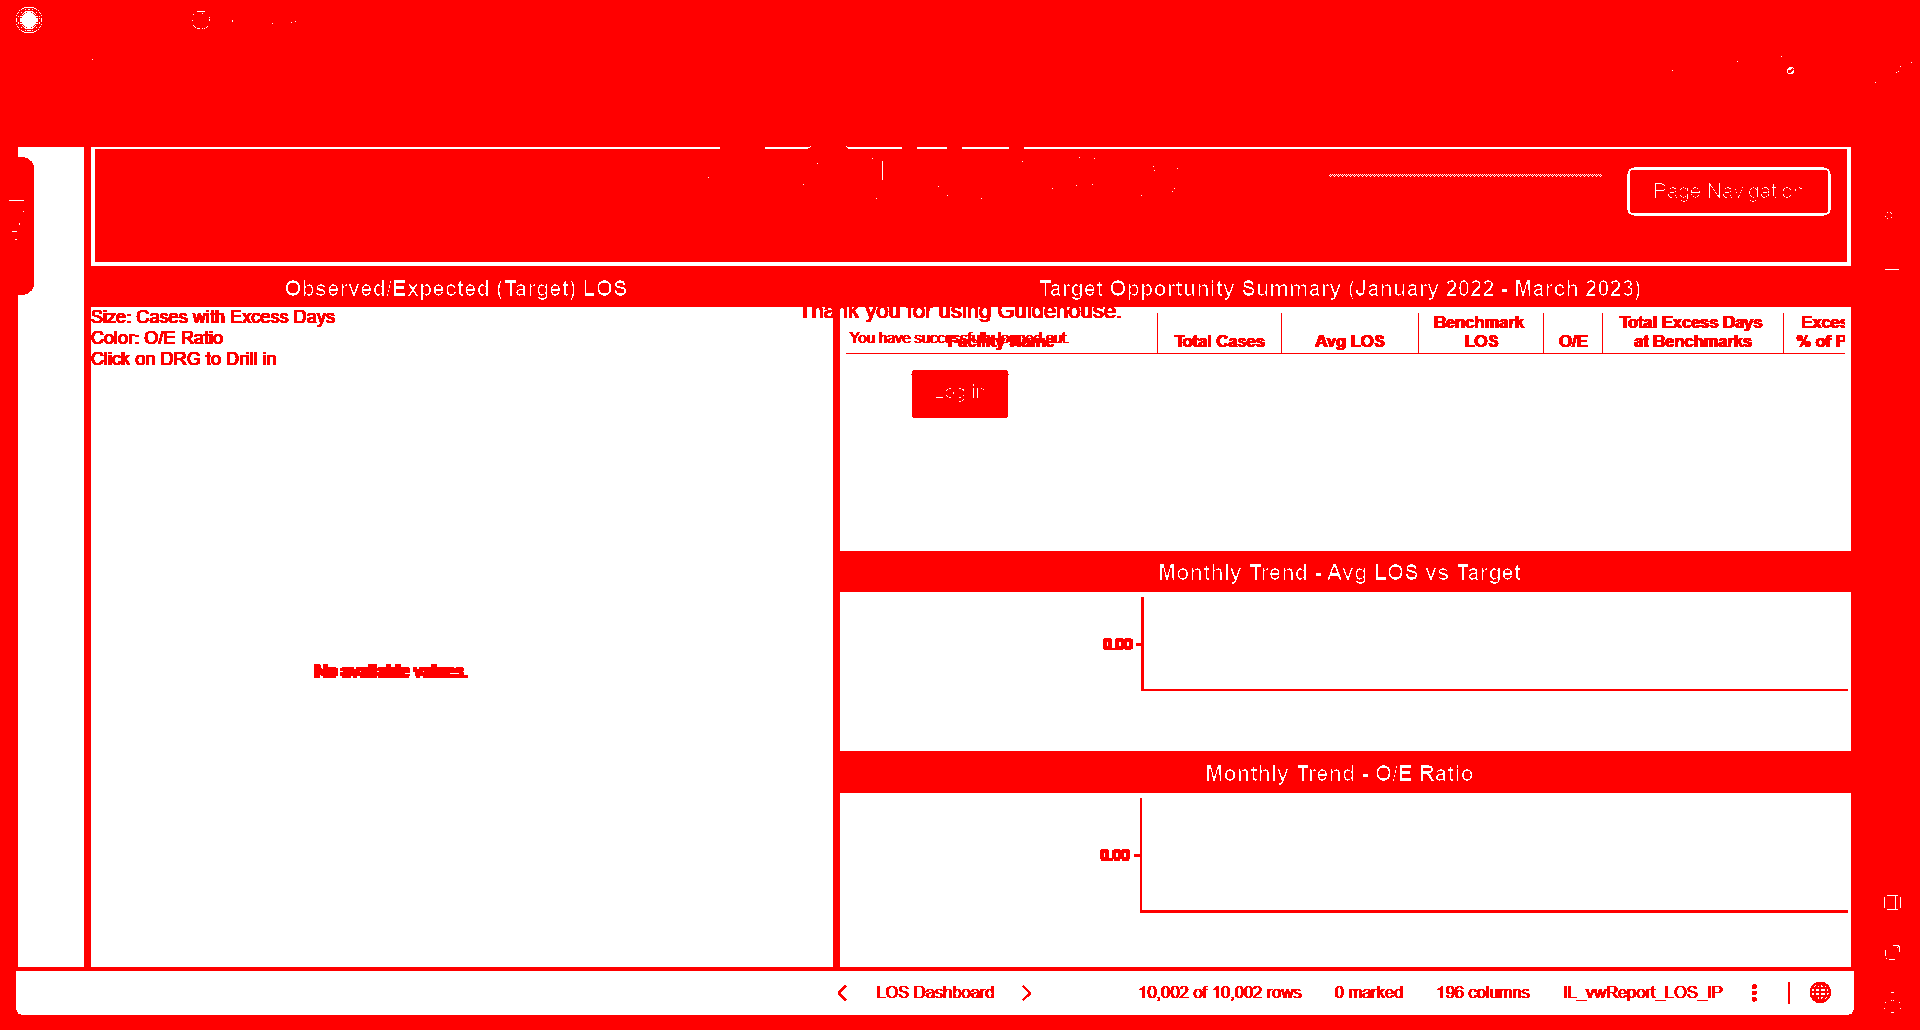 Page Navigation
Observed/Expected (Target) LOS
Target Opportunity Summary (January 2022 - March 2023)
Size: Cases with Excess Days
Color: O/E Ratio
Click on DRG to Drill in
Thank you for using Guidehouse.
You have successfully logged out.
Facility Name
Total Cases
Avg LOS
Benchmark
LOS
O/E
Total Excess Days
at Benchmarks
Exces
% of P
Log in
Monthly Trend - Avg LOS vs Target
0.00
No available values.
Monthly Trend - O/E Ratio
0.00
LOS Dashboard
10,002 of 10,002 rows
0 marked
196 columns
IL_vwReport_LOS_IP